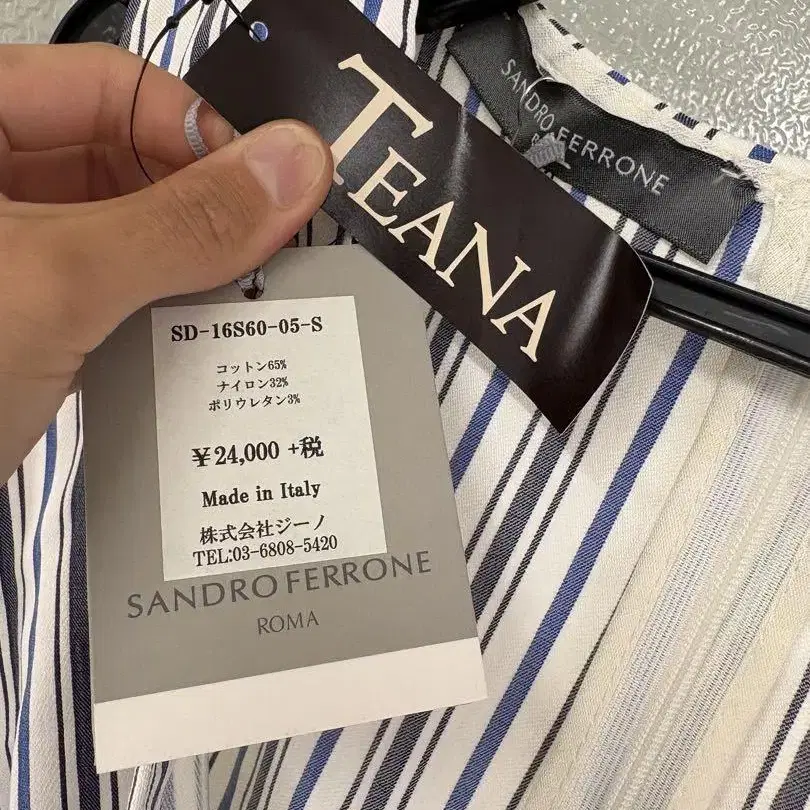 TEANA
SANDRO FERRONE
SD-16S60-05-S
コットン65%
ナイロン32%
ポリウレタン3%
¥24,000 +税
Made in Italy
株式会社ジーノ
TEL:03-6808-5420
SANDRO FERRONE
ROMA